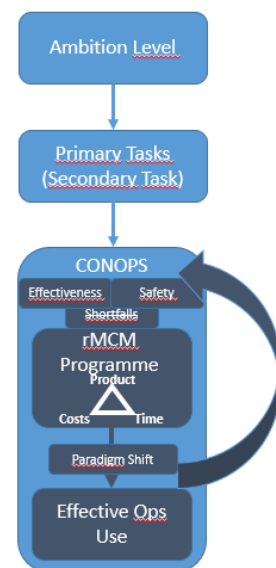 Ambition Level
Primary Tasks
(Secondary Task)
CONOPS
Effectiveness
Safety
Shortfalls
rMCM
Programme
Product
Costs
Time
Paradigm Shift
Effective Ops
Use